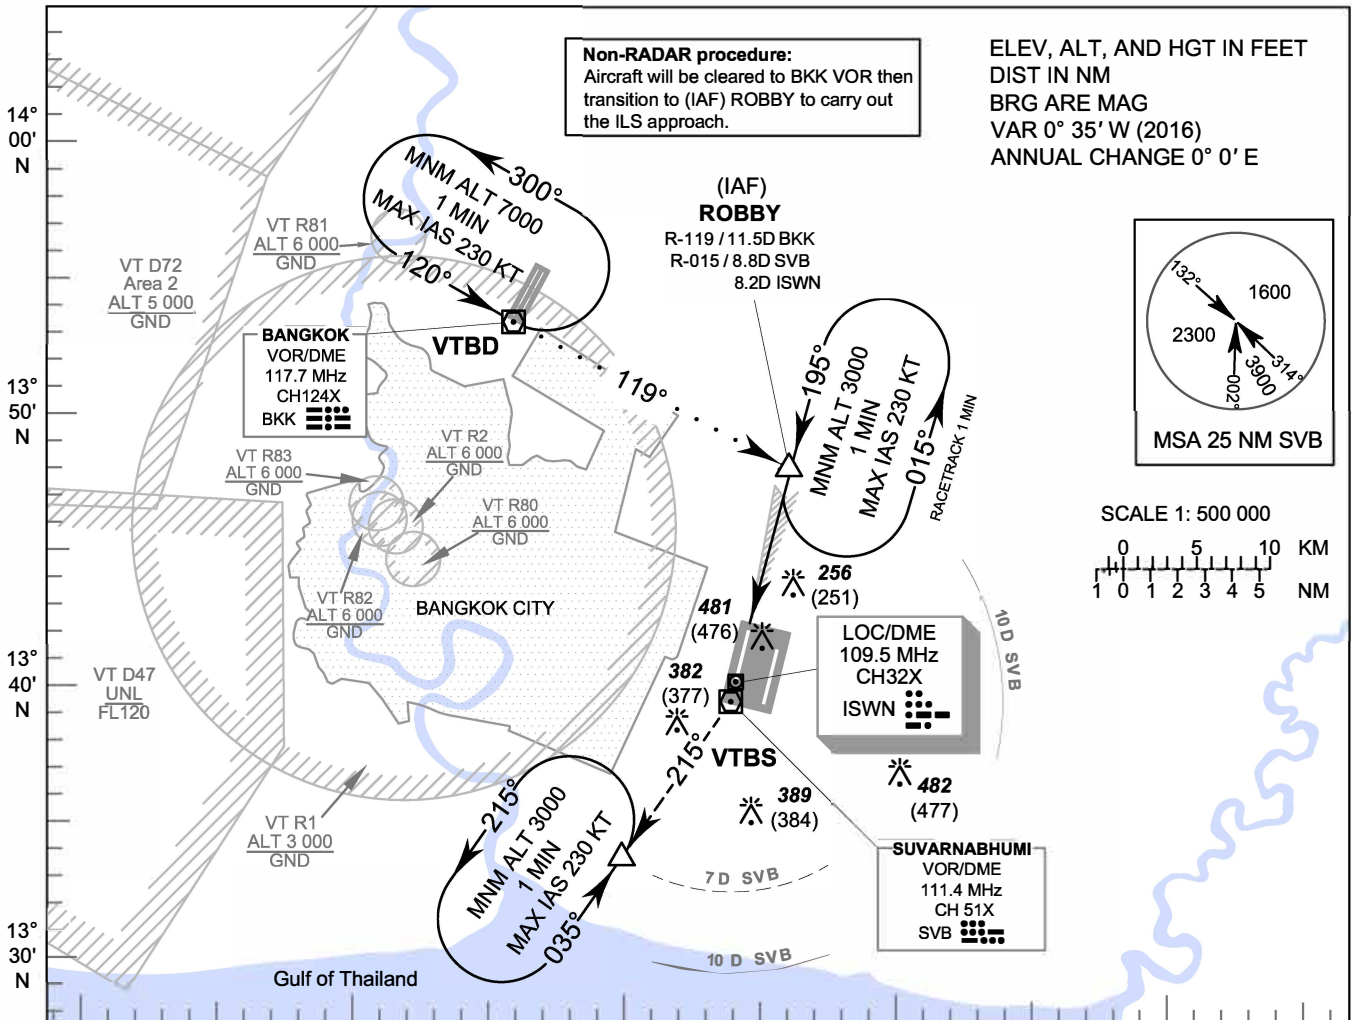 Non-RADAR procedure:
Aircraft will be cleared to BKK VOR then
transition to (IAF) ROBBY to carry out
the ILS approach.
ELEV, ALT, AND HGT IN FEET
DIST IN NM
BRG ARE MAG
VAR 0° 35′ W (2016)
ANNUAL CHANGE 0° 0′ E
14°
00'
N
13°
50'
N
13°
40'
N
13°
30'
N
300°
MNM ALT 7000
1 MIN
MAX IAS 230 KT
120°
VT R81
ALT 6 000
GND
VT D72
Area 2
ALT 5 000
GND
BANGKOK
VOR/DME
117.7 MHz
CH124X
BKK
VTBD
119°
(IAF)
ROBBY
R-119 / 11.5D BKK
R-015 / 8.8D SVB
8.2D ISWN
195°
MNM ALT 3000
1 MIN
MAX IAS 230 KT
015°
RACETRACK 1 MIN
132°
1600
2300
3900
314°
002°
MSA 25 NM SVB
SCALE 1: 500 000
0 5 10 KM
1 0 1 2 3 4 5 NM
VT R2
ALT 6 000
GND
VT R83
ALT 6 000
GND
VT R80
ALT 6 000
GND
VT R82
ALT 6 000
GND
BANGKOK CITY
256
(251)
481
(476)
382
(377)
LOC/DME
109.5 MHz
CH32X
ISWN
10 D SVB
VT D47
UNL
FL120
VTBS
215°
482
(477)
389
(384)
VT R1
ALT 3 000
GND
215°
MNM ALT 3000
1 MIN
MAX IAS 230 KT
035°
7 D SVB
10 D SVB
SUVARNABHUMI
VOR/DME
111.4 MHz
CH 51X
SVB
Gulf of Thailand